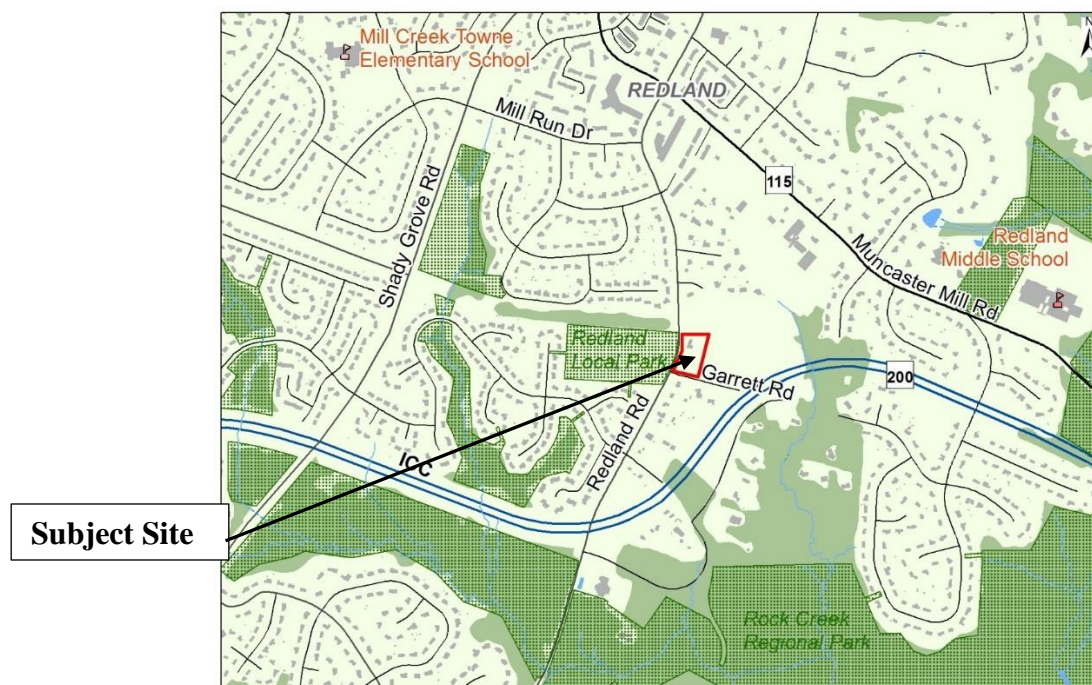 N
Mill Creek Towne
Elementary School
REDLAND
Mill Run Dr
115
Shady Grove Rd
Redland
Middle School
Muncaster Mill Rd
Redland
Local Park
Garrett Rd
200
Redland Rd
ICC
Subject Site
Rock Creek
Regional Park